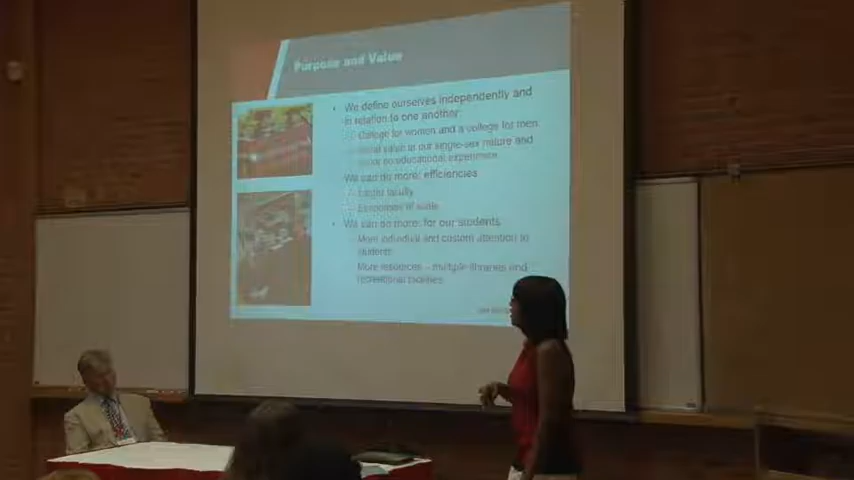 Purpose and Value
• We define ourselves independently and
in relation to one another:
College for women and a college for men
value in our single-sex nature and
educational experience
We can do more: efficiencies
Larger faculty
Economies of scale
• We can do more: for our students
More individual and custom attention to
students
More resources – multiple libraries and
recreational facilities